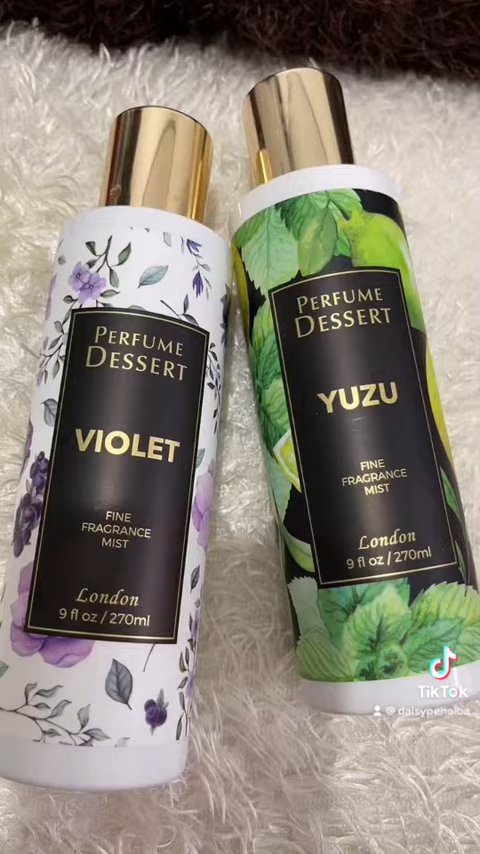 PERFUME
DESSERT
VIOLET
FINE
FRAGRANCE
MIST
London
9 fl oz / 270ml
PERFUME
DESSERT
YUZU
FINE
FRAGRANCE
MIST
London
9 fl oz / 270ml
TikTok
@ daisypenalba